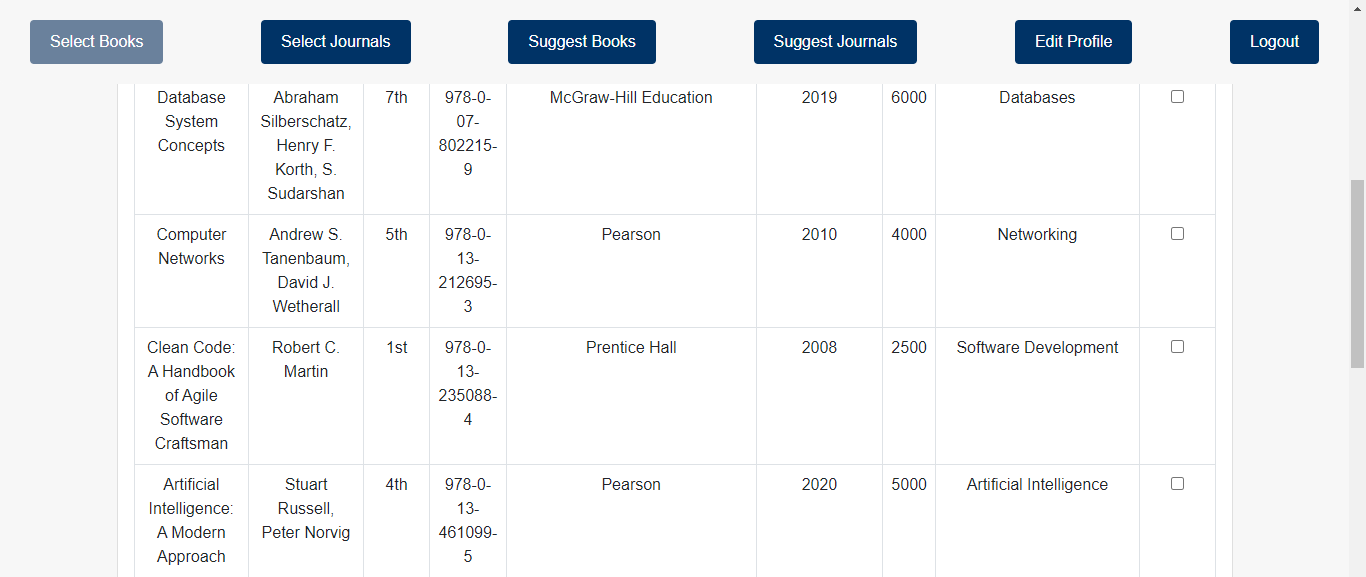 Select Books
Select Journals
Suggest Books
Suggest Journals
Edit Profile
Logout
Database
System
Concepts
Abraham
Silberschatz,
Henry F.
Korth, S.
Sudarshan
7th
978-0-
07-
802215-
9
McGraw-Hill Education
2019
6000
Databases
Computer
Networks
Andrew S.
Tanenbaum,
David J.
Wetherall
5th
978-0-
13-
212695-
3
Pearson
2010
4000
Networking
Clean Code:
A Handbook
of Agile
Software
Craftsman
Robert C.
Martin
1st
978-0-
13-
235088-
4
Prentice Hall
2008
2500
Software Development
Artificial
Intelligence:
A Modern
Approach
Stuart
Russell,
Peter Norvig
4th
978-0-
13-
461099-
5
Pearson
2020
5000
Artificial Intelligence